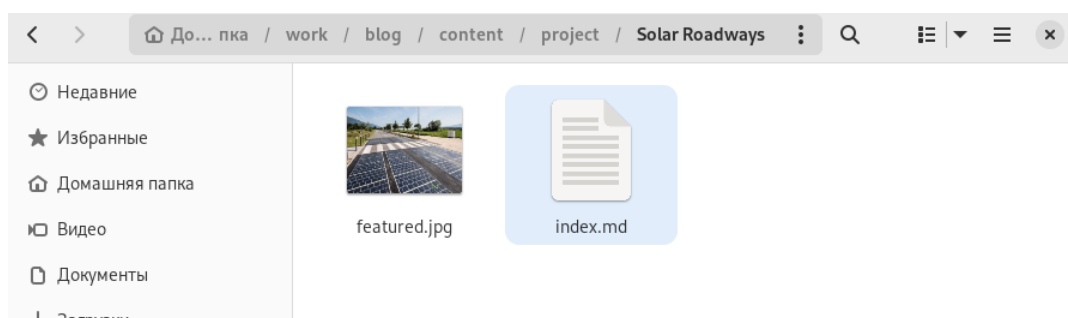 До... пка / work / blog / content / project / Solar Roadways
Недавние
Избранные
Домашняя папка
Видео
Документы
featured.jpg
index.md